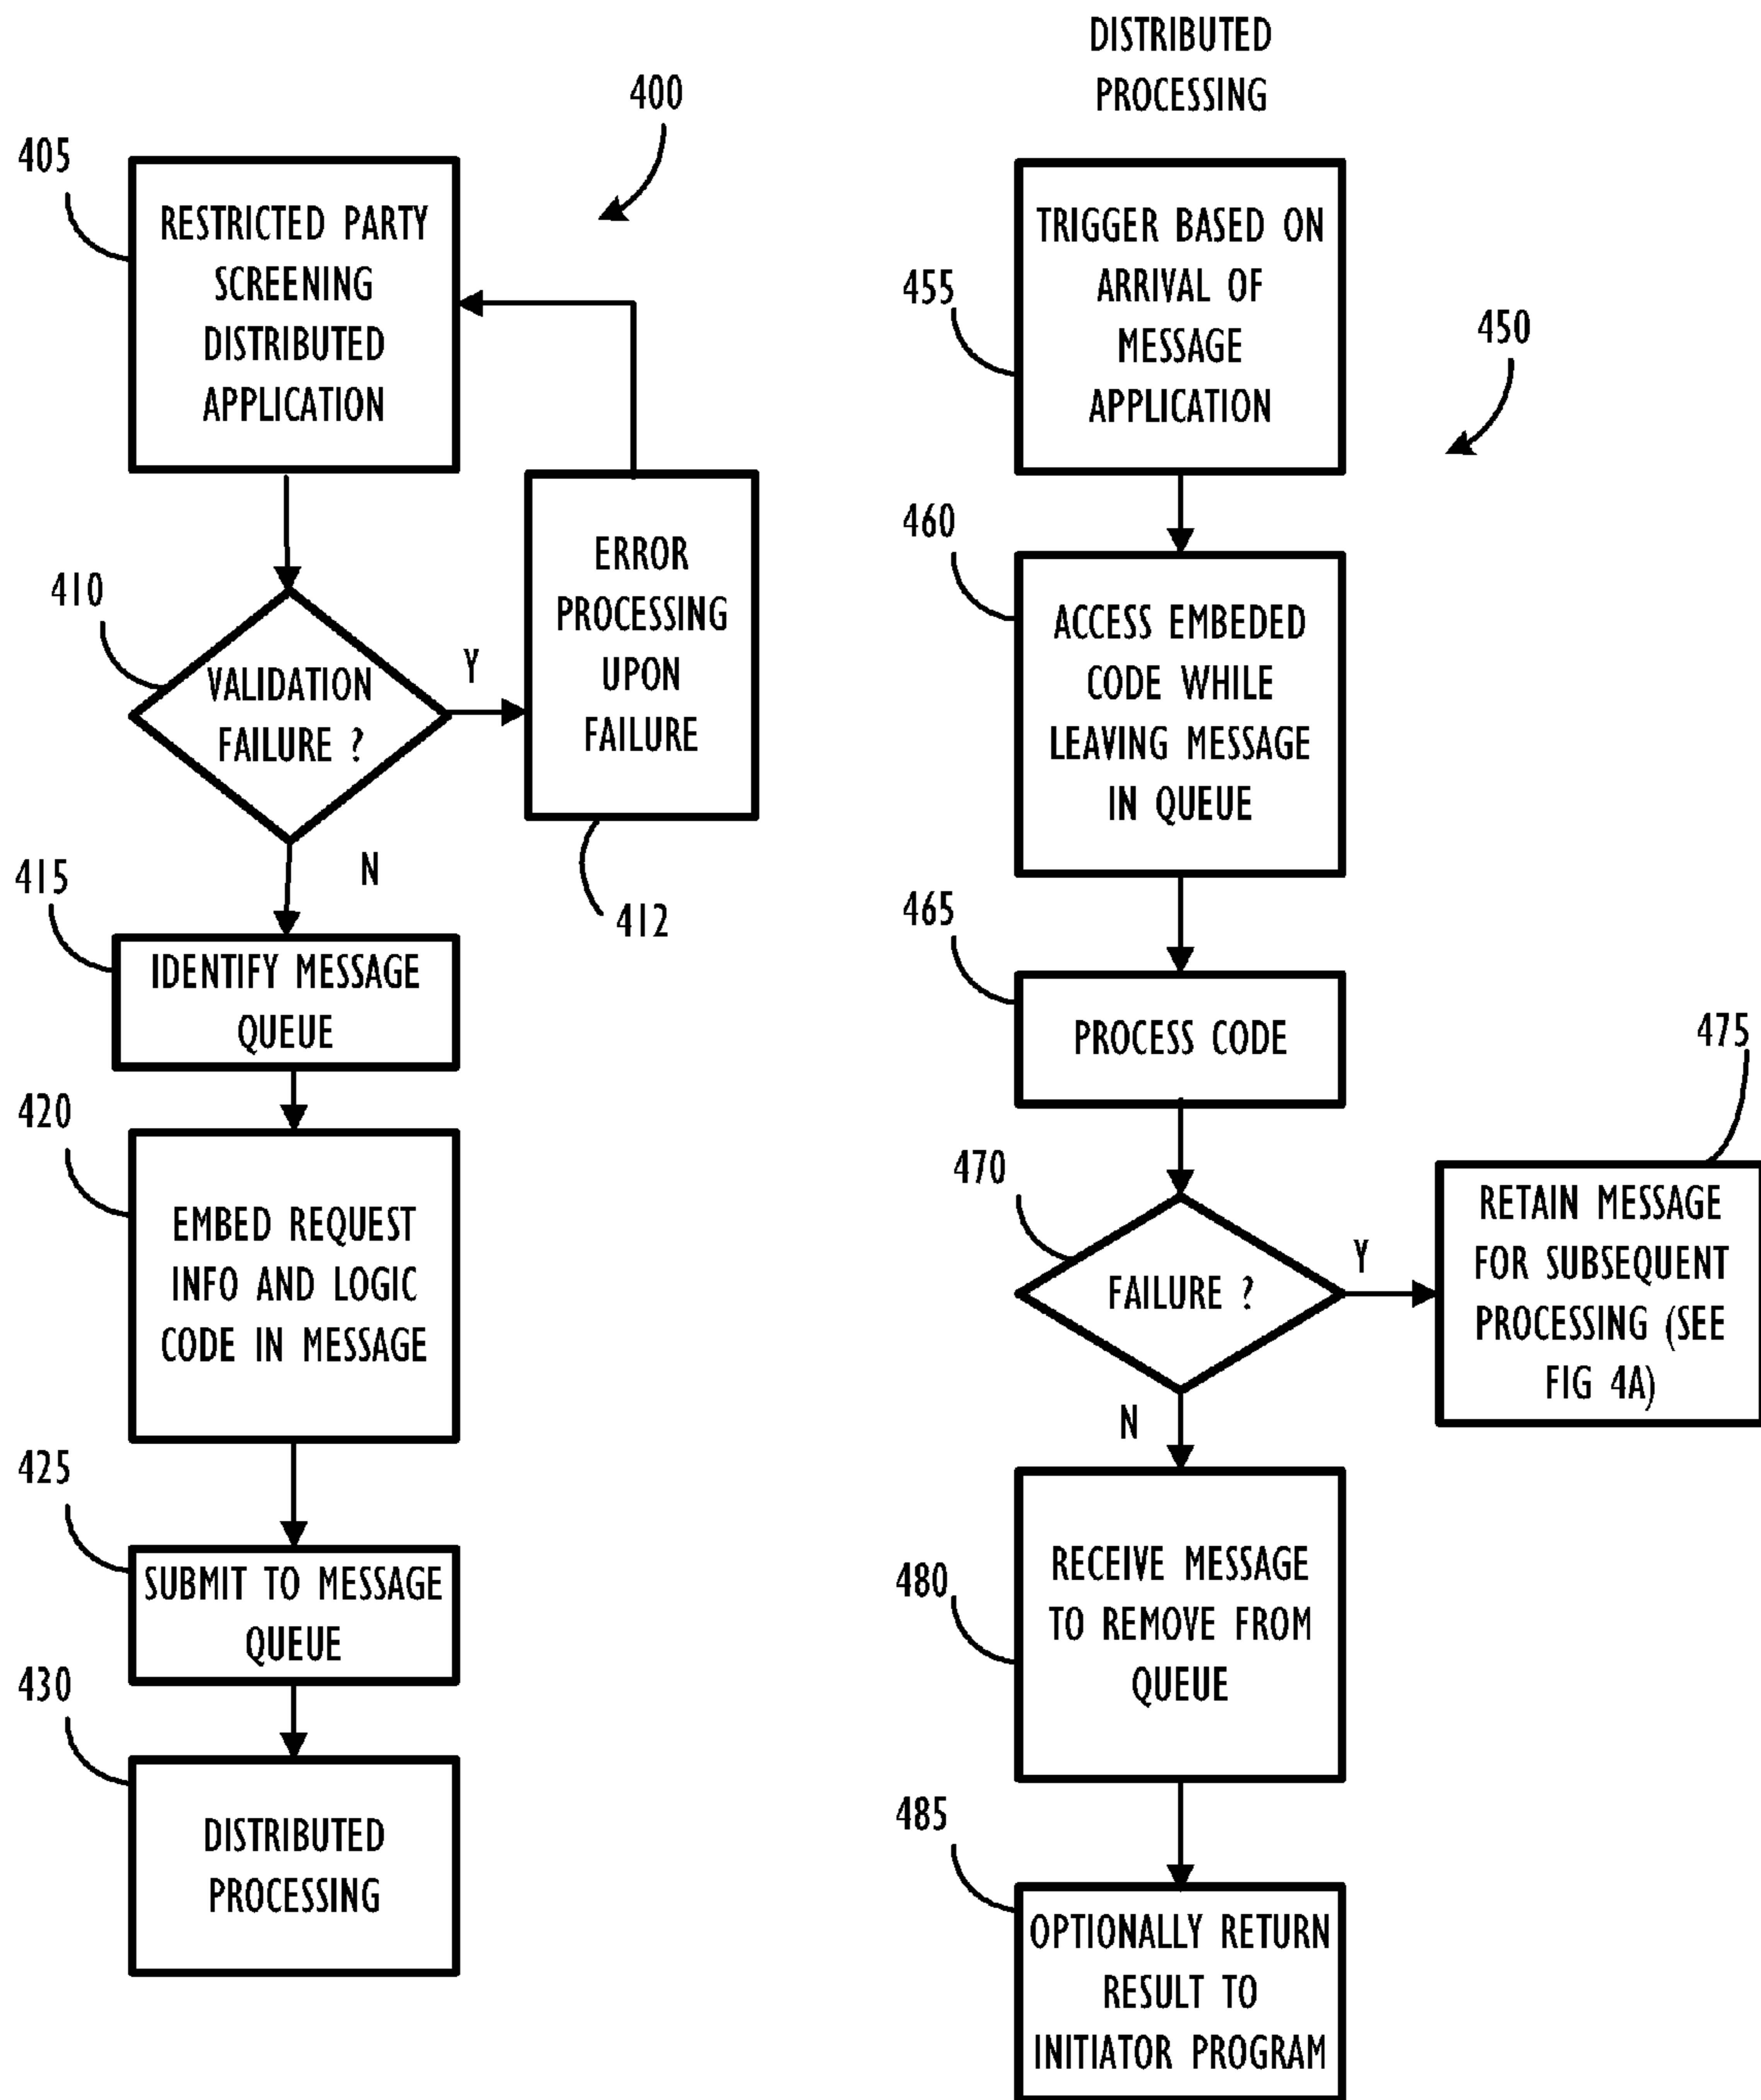 400
405
RESTRICTED PARTY
SCREENING
DISTRIBUTED
APPLICATION
410
VALIDATION
FAILURE ?
Y
ERROR
PROCESSING
UPON
FAILURE
412
N
415
IDENTIFY MESSAGE
QUEUE
420
EMBED REQUEST
INFO AND LOGIC
CODE IN MESSAGE
425
SUBMIT TO MESSAGE
QUEUE
430
DISTRIBUTED
PROCESSING
DISTRIBUTED
PROCESSING
450
455
TRIGGER BASED ON
ARRIVAL OF
MESSAGE
APPLICATION
460
ACCESS EMBEDED
CODE WHILE
LEAVING MESSAGE
IN QUEUE
465
PROCESS CODE
470
FAILURE ?
Y
475
RETAIN MESSAGE
FOR SUBSEQUENT
PROCESSING (SEE
FIG 4A)
N
480
RECEIVE MESSAGE
TO REMOVE FROM
QUEUE
485
OPTIONALLY RETURN
RESULT TO
INITIATOR PROGRAM